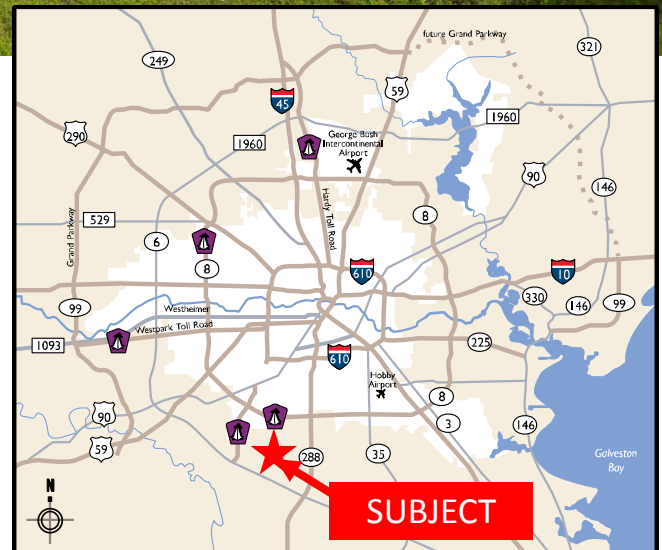 future Grand Parkway
321
249
59
45
290
1960
George Bush
Intercontinental
Airport
1960
90
146
Hardy Toll Road
529
Grand Parkway
6
8
8
610
10
99
Westheimer
330
146
99
1093
Westpark Toll Road
225
610
Hobby
Airport
8
90
3
146
59
288
35
Galveston
Bay
N
SUBJECT